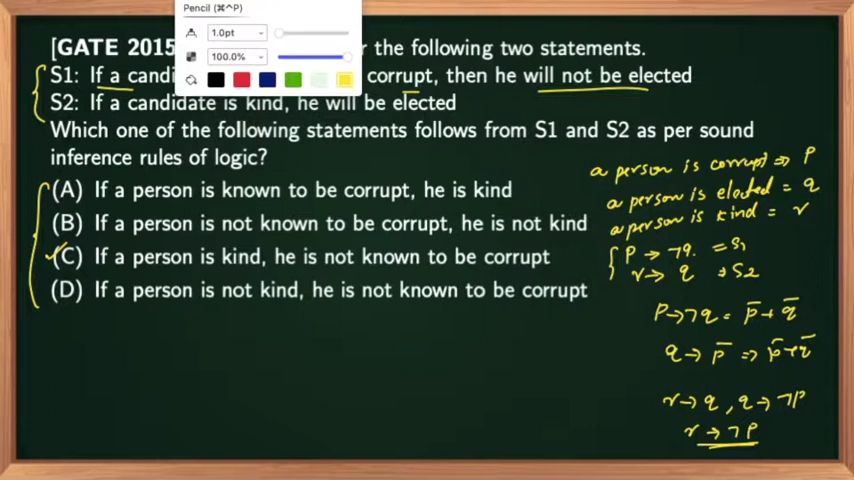 Pencil (⌘^P)
1.0pt
100.0%
[GATE 2015 r the following two statements.
S1: If a candi corrupt, then he will not be elected
S2: If a candidate is kind, he will be elected
Which one of the following statements follows from S1 and S2 as per sound
inference rules of logic?
(A) If a person is known to be corrupt, he is kind
(B) If a person is not known to be corrupt, he is not kind
(C) If a person is kind, he is not known to be corrupt
(D) If a person is not kind, he is not known to be corrupt
a person is corrupt ⇒ P
a person is elected = q
a person is kind = r
P → ¬q. = S1
r → q ⇒ S2
P → ¬q = p̅ + q̅
q → p̅ ⇒ p̅ + q̅
r → q , q → ¬P
r → ¬P